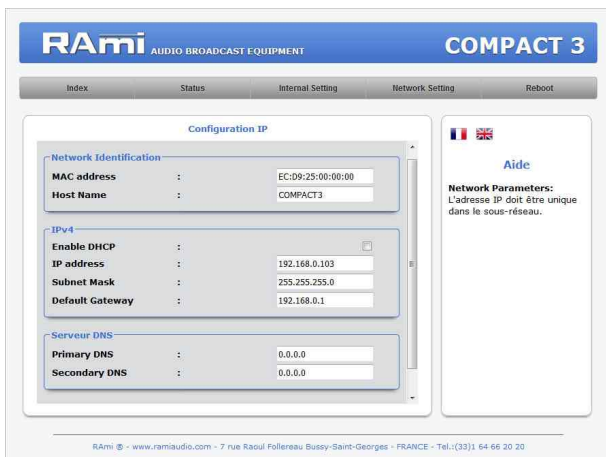 RAmi AUDIO BROADCAST EQUIPMENT COMPACT 3
Index Status Internal Setting Network Setting Reboot
Configuration IP
Network Identification
MAC address : EC:D9:25:00:00:00
Host Name : COMPACT3
IPv4
Enable DHCP :
IP address : 192.168.0.103
Subnet Mask : 255.255.255.0
Default Gateway : 192.168.0.1
Serveur DNS
Primary DNS : 0.0.0.0
Secondary DNS : 0.0.0.0
Aide
Network Parameters:
L'adresse IP doit être unique
dans le sous-réseau.
RAmi ® - www.ramiaudio.com - 7 rue Raoul Follereau Bussy-Saint-Georges - FRANCE - Tel.:(33)1 64 66 20 20